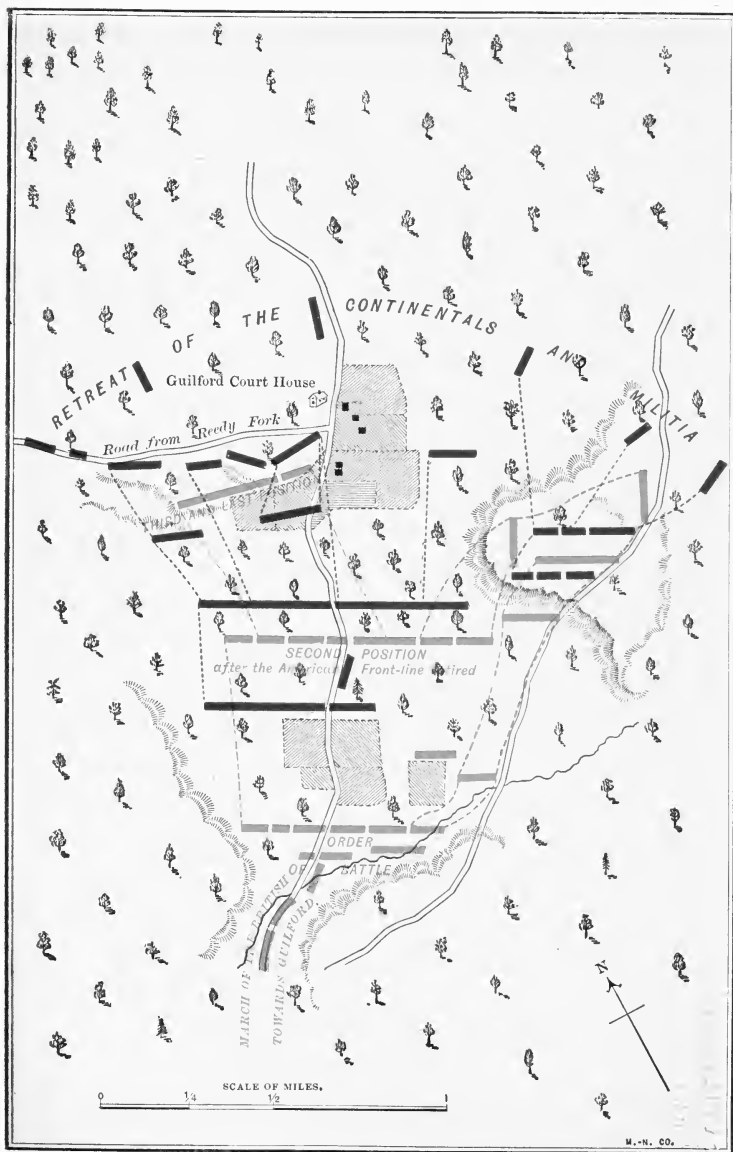 RETREAT OF THE CONTINENTALS AND MILITIA
Guilford Court House
Road from Reedy Fork
THIRD AND LAST POSITION
SECOND POSITION
after the American Front-line retired
ORDER
OF BATTLE
MARCH OF THE BRITISH
TOWARDS GUILFORD
N
SCALE OF MILES.
0 1/4 1/2 1
M.-N. CO.